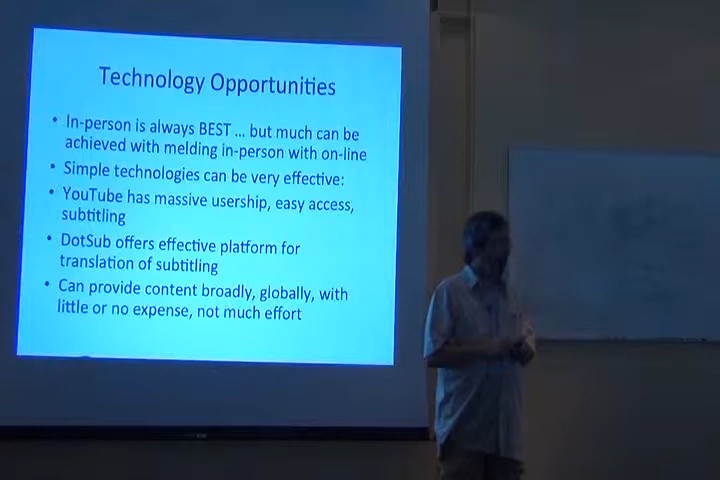 Technology Opportunities
• In-person is always BEST ... but much can be
achieved with melding in-person with on-line
• Simple technologies can be very effective:
• YouTube has massive usership, easy access,
subtitling
• DotSub offers effective platform for
translation of subtitling
• Can provide content broadly, globally, with
little or no expense, not much effort